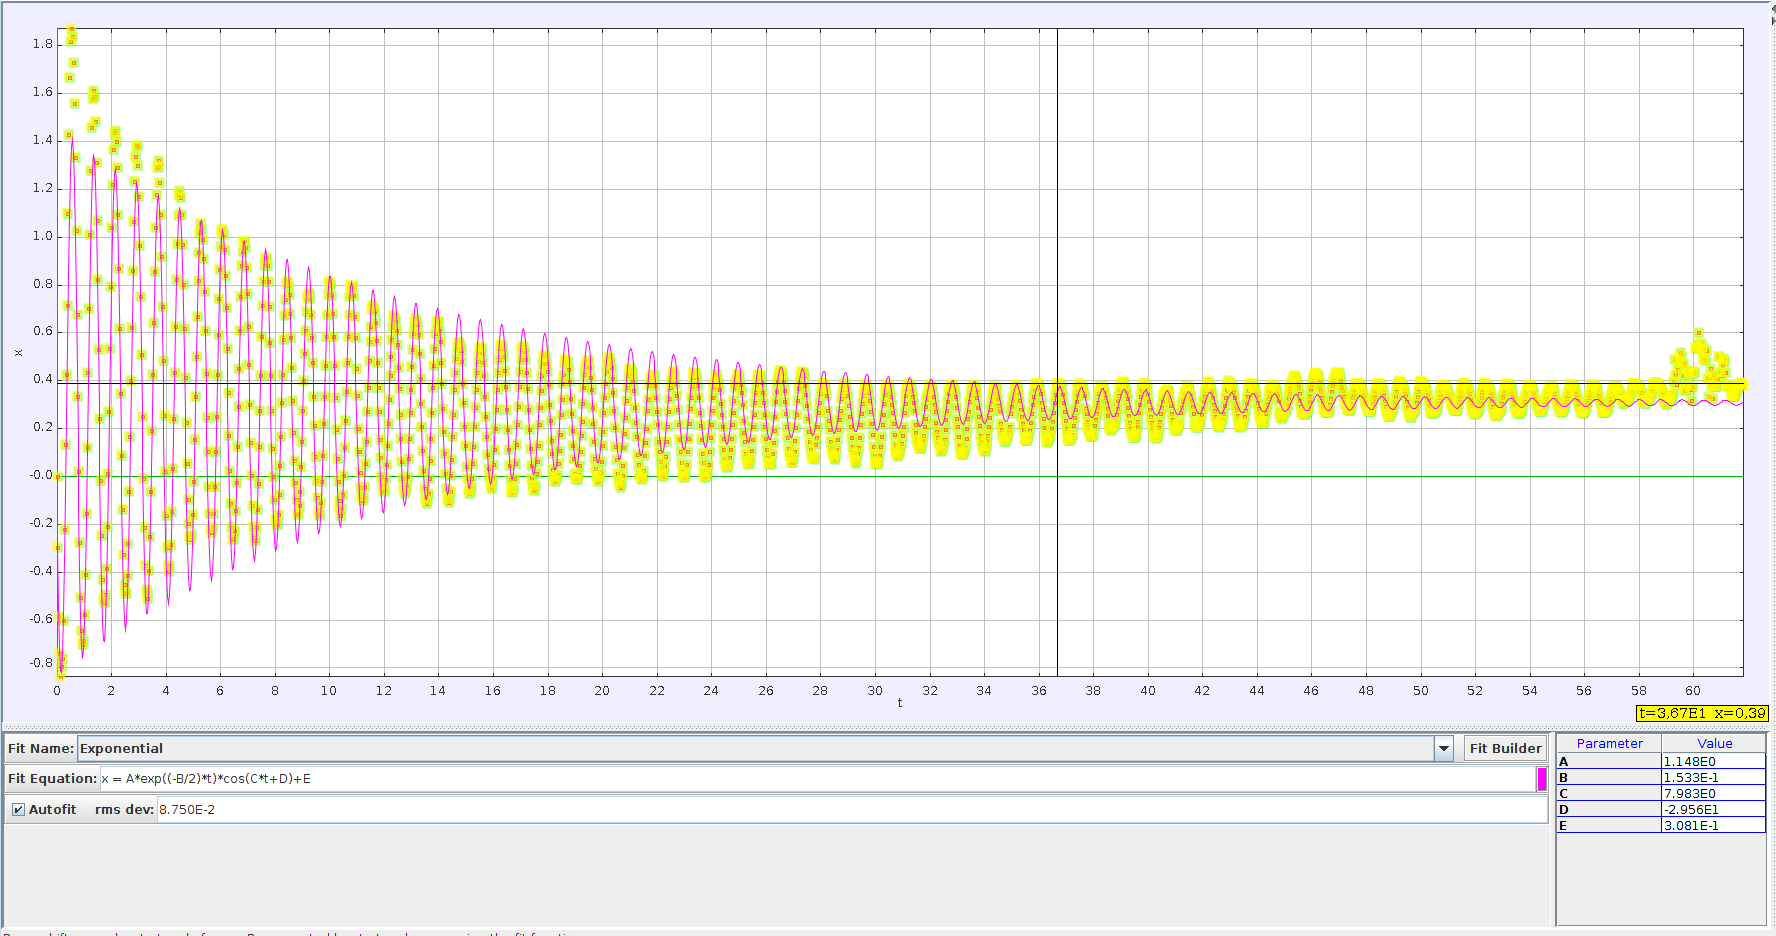 1.8
1.6
1.4
1.2
1.0
0.8
0.6
x
0.4
0.2
-0.0
-0.2
-0.4
-0.6
-0.8
0 2 4 6 8 10 12 14 16 18 20 22 24 26 28 30 32 34 36 38 40 42 44 46 48 50 52 54 56 58 60
t
t=3,67E1 x=0,39
Fit Name: Exponential Fit Builder
Fit Equation: x = A*exp((-B/2)*t)*cos(C*t+D)+E
Autofit rms dev: 8.750E-2
Parameter Value
A 1.148E0
B 1.533E-1
C 7.983E0
D -2.956E1
E 3.081E-1